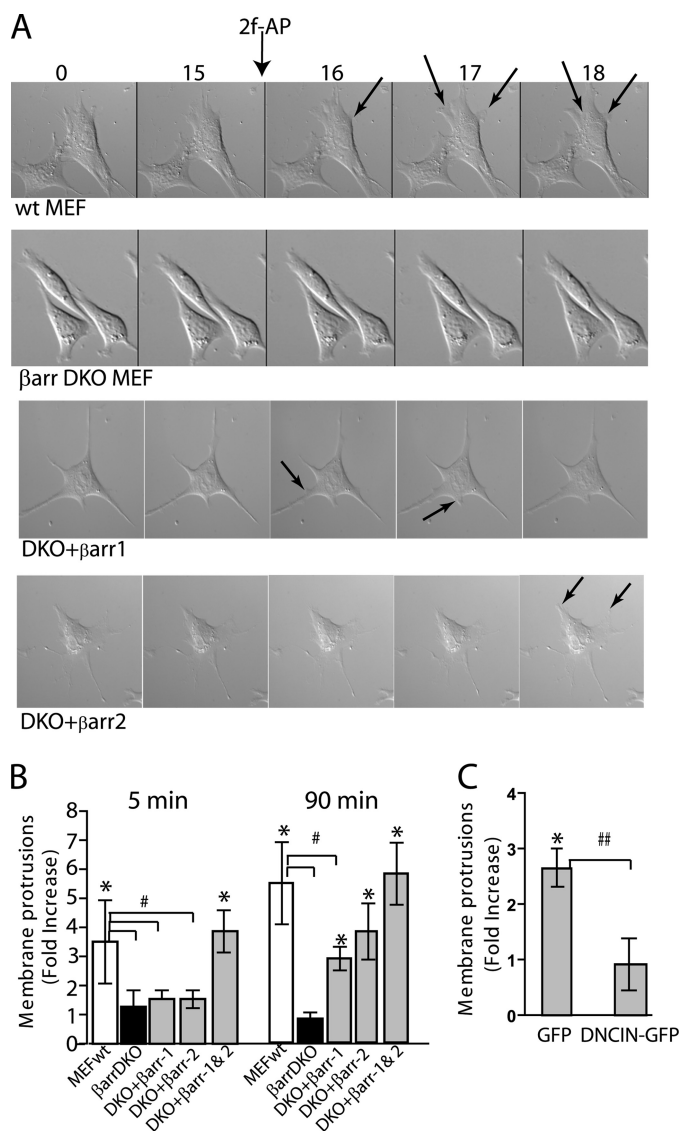 A
2f-AP
0 15 16 17 18
wt MEF
βarr DKO MEF
DKO+βarr1
DKO+βarr2
B
5 min 90 min
Membrane protrusions
(Fold Increase)
8
7
6
5
4
3
2
1
0
* # * * # * * *
MEFwt βarrDKO DKO+βarr-1 DKO+βarr-2 DKO+βarr-1&2 MEFwt βarrDKO DKO+βarr-1 DKO+βarr-2 DKO+βarr-1&2
C
Membrane protrusions
(Fold Increase)
4
3
2
1
0
* ##
GFP DNCIN-GFP